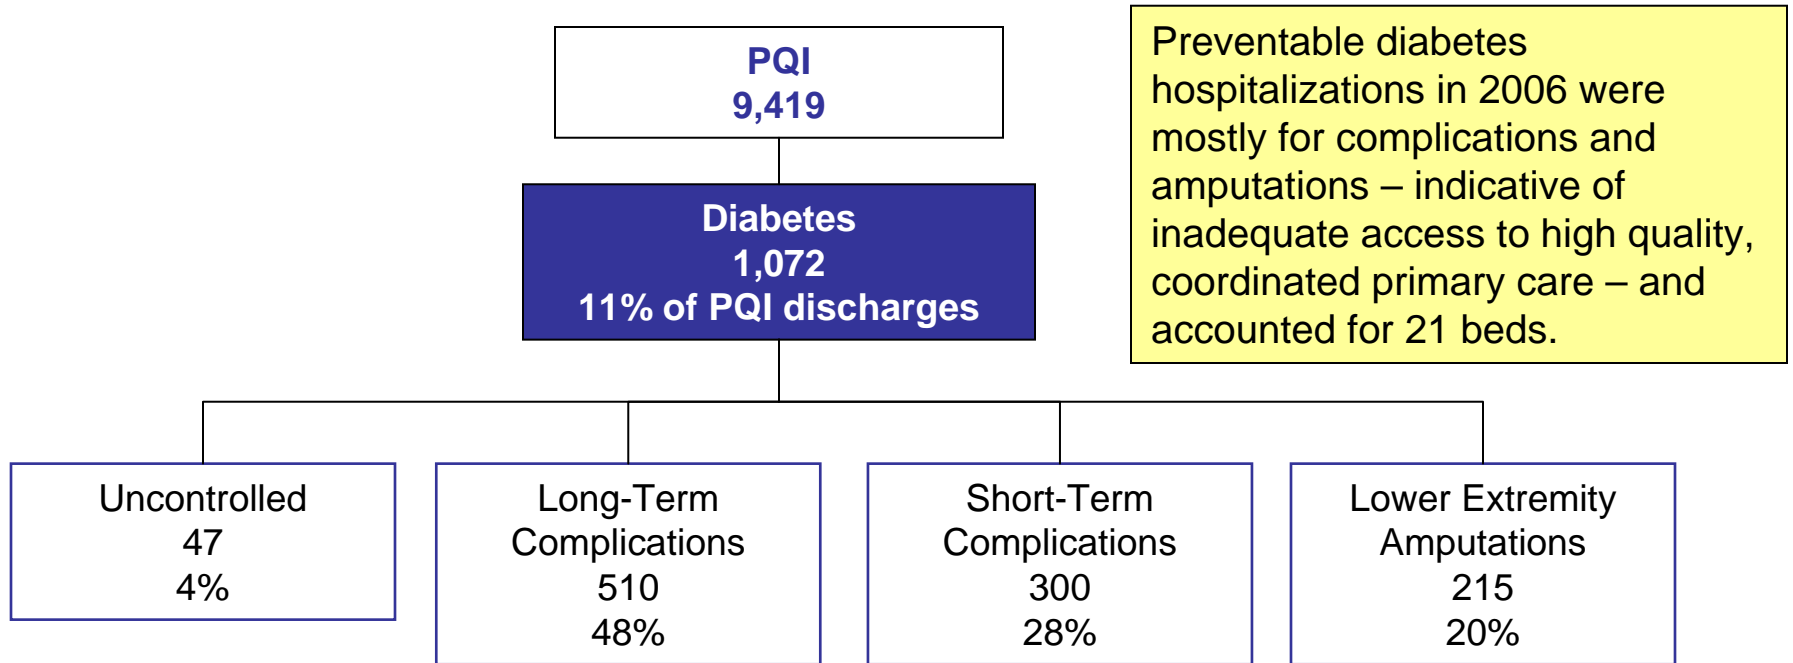 PQI
9,419
Diabetes
1,072
11% of PQI discharges
Preventable diabetes
hospitalizations in 2006 were
mostly for complications and
amputations – indicative of
inadequate access to high quality,
coordinated primary care – and
accounted for 21 beds.
Uncontrolled
47
4%
Long-Term
Complications
510
48%
Short-Term
Complications
300
28%
Lower Extremity
Amputations
215
20%